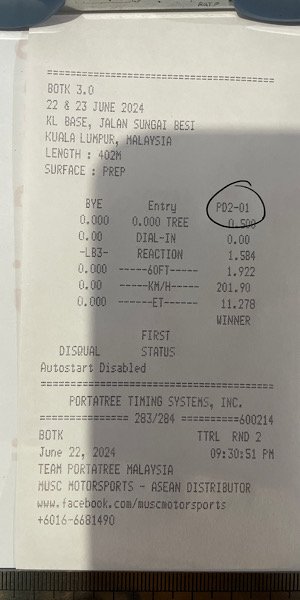 ====================================
BOTK 3.0
22 & 23 JUNE 2024
KL BASE, JALAN SUNGAI BESI
KUALA LUMPUR, MALAYSIA
LENGTH : 402M
SURFACE : PREP
BYE Entry PD2-01
0.000 0.000 TREE 0.500
0.00 DIAL-IN 0.00
-LB3- REACTION 1.584
0.000 ------60FT----- 1.922
0.00 -----KM/H----- 201.90
0.000 ------ET----- 11.278
WINNER
FIRST
DISQUAL STATUS
Autostart Disabled
====================================
PORTATREE TIMING SYSTEMS, INC.
============== 283/284 ==========600214
BOTK TTRL RND 2
June 22, 2024 09:30:51 PM
TEAM PORTATREE MALAYSIA
MUSC MOTORSPORTS - ASEAN DISTRIBUTOR
www.facebook.com/muscmotorsports
+6016-6681490